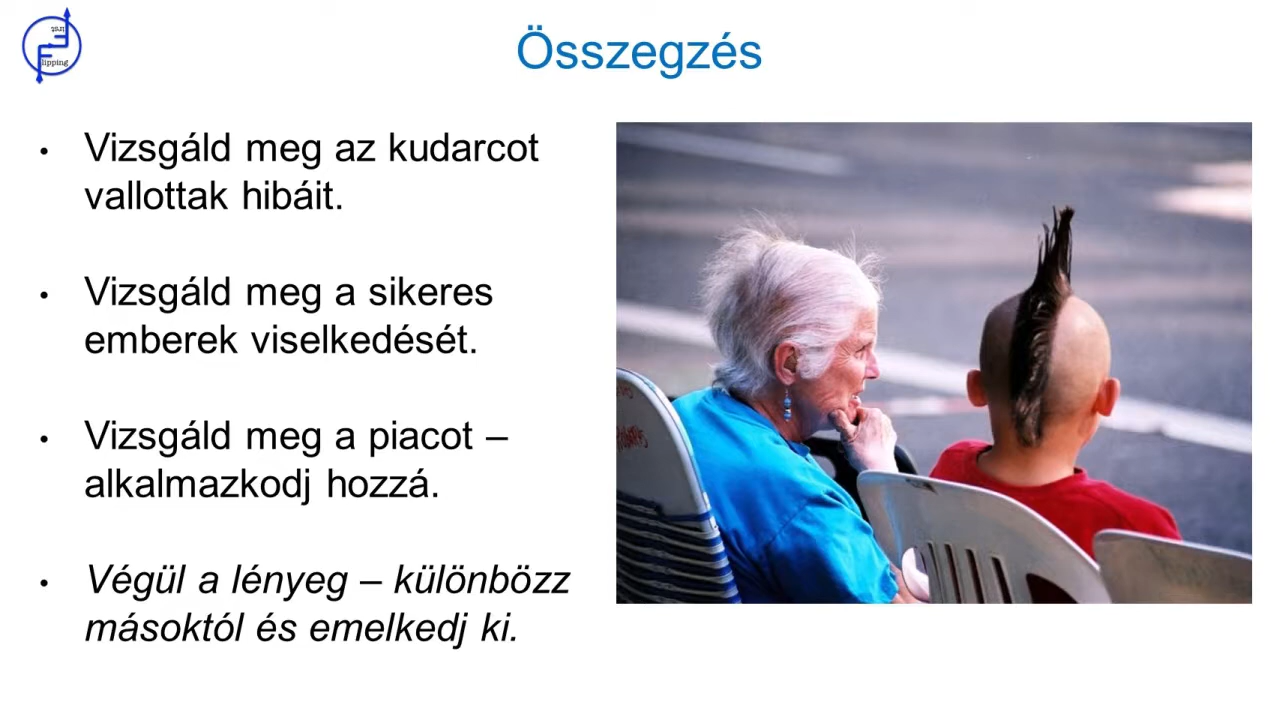 Összegzés
Vizsgáld meg az kudarcot
vallottak hibáit.
Vizsgáld meg a sikeres
emberek viselkedését.
Vizsgáld meg a piacot –
alkalmazkodj hozzá.
Végül a lényeg – különbözz
másoktól és emelkedj ki.
lipping